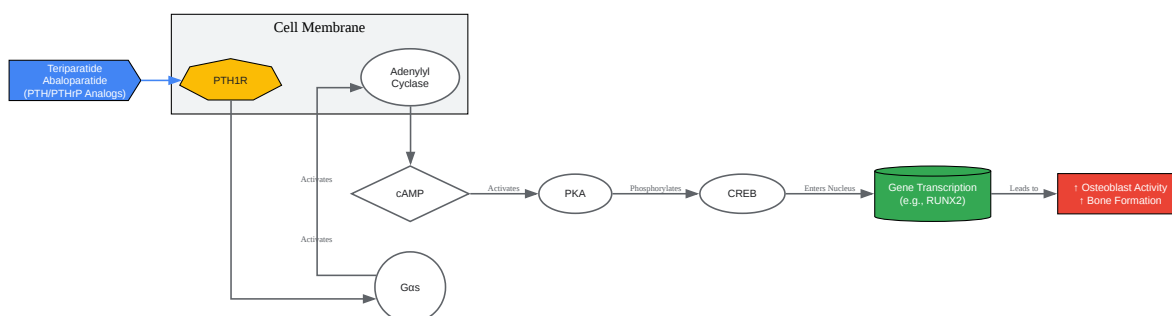 Cell Membrane
Teriparatide
Abaloparatide
(PTH/PTHrP Analogs)
PTH1R
Adenylyl
Cyclase
Activates
cAMP
Activates
PKA
Phosphorylates
CREB
Enters Nucleus
Gene Transcription
(e.g., RUNX2)
Leads to
↑ Osteoblast Activity
↑ Bone Formation
Activates
Gαs